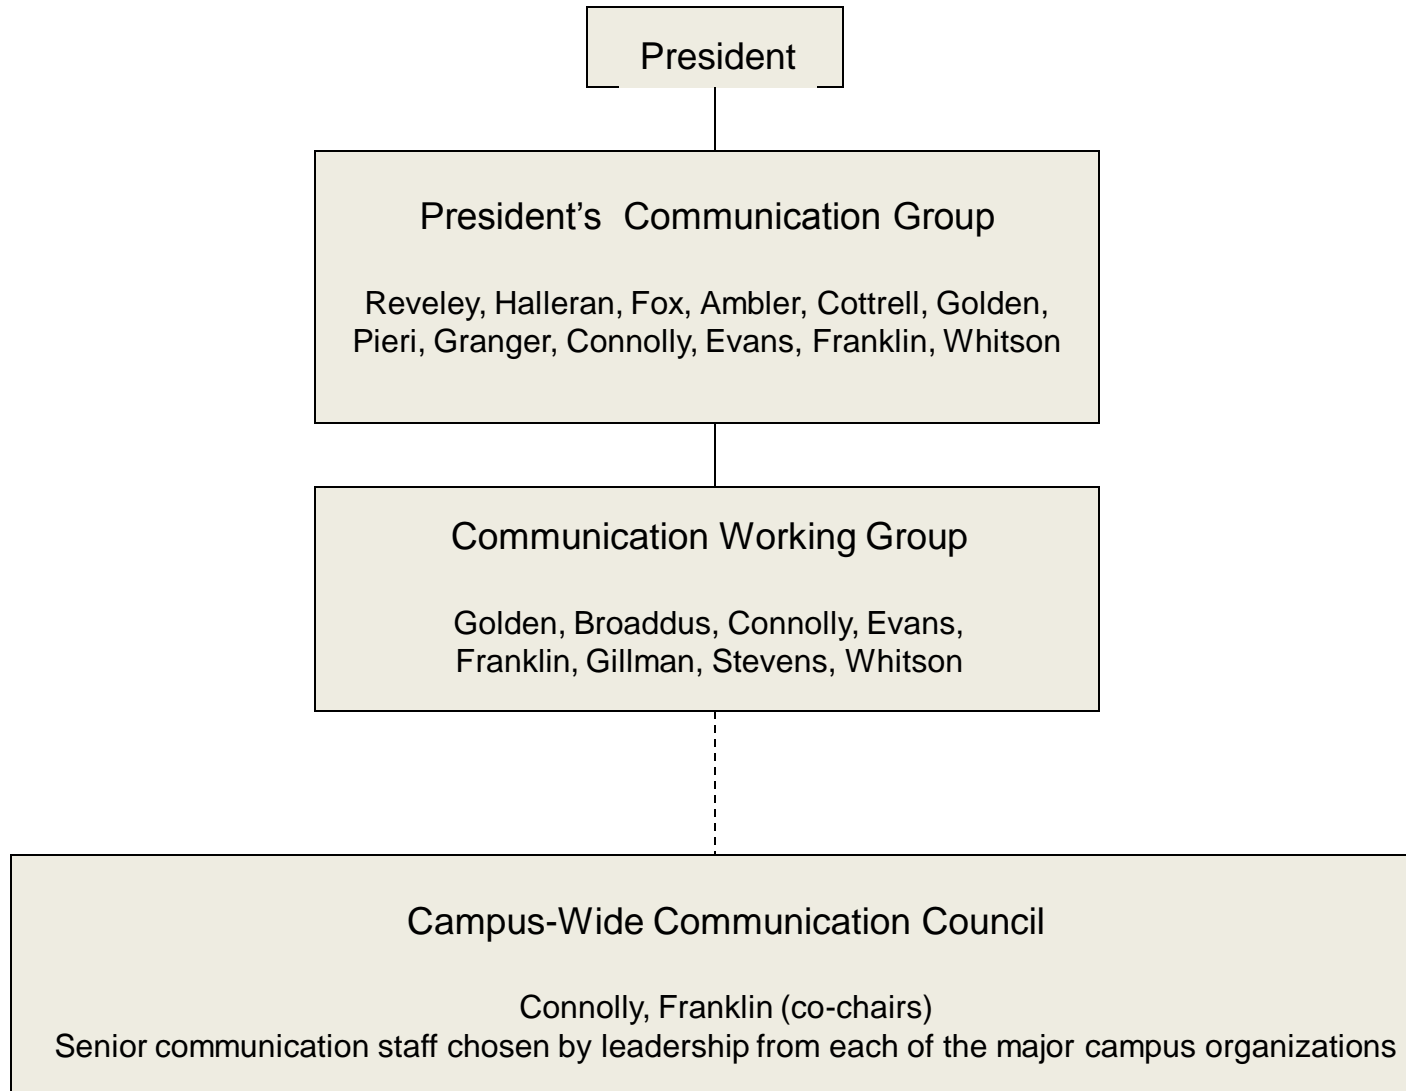 President
President’s  Communication Group
Reveley, Halleran, Fox, Ambler, Cottrell, Golden,
Pieri, Granger, Connolly, Evans, Franklin, Whitson
Communication Working Group
Golden, Broaddus, Connolly, Evans,
Franklin, Gillman, Stevens, Whitson
Campus-Wide Communication Council
Connolly, Franklin (co-chairs)
Senior communication staff chosen by leadership from each of the major campus organizations